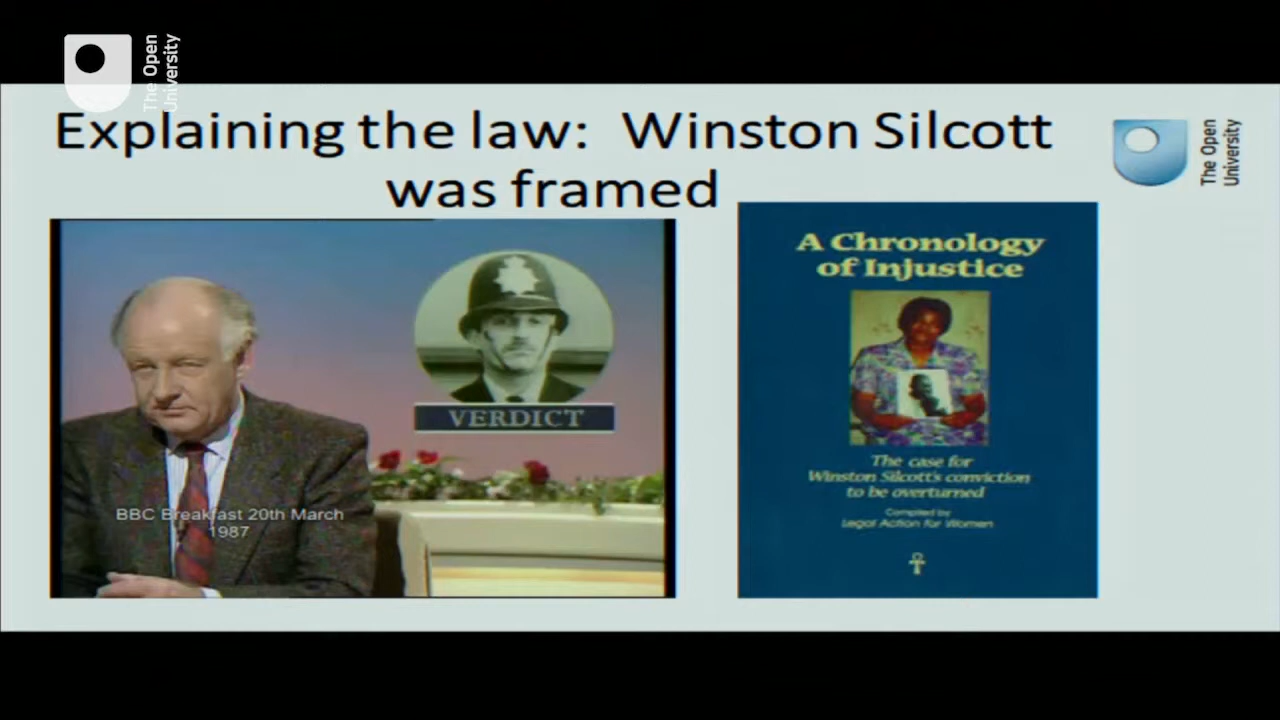 The Open
University
Explaining the law: Winston Silcott
was framed
The Open
University
VERDICT
BBC Breakfast 20th March
1987
A Chronology
of Injustice
The case for
Winston Silcott's conviction
to be overturned
Compiled by
Legal Action for Women